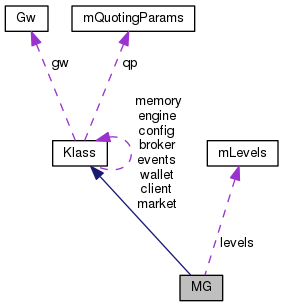 Gw
mQuotingParams
gw
qp
memory
engine
config
broker
events
wallet
client
market
Klass
mLevels
levels
MG